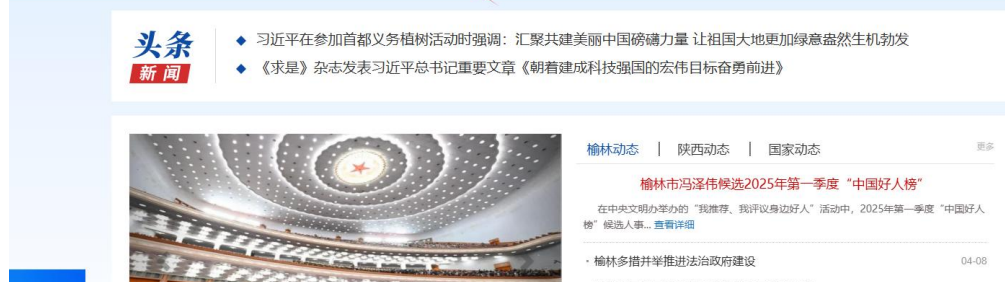 头条
新闻
◆ 习近平在参加首都义务植树活动时强调：汇聚共建美丽中国磅礴力量 让祖国大地更加绿意盎然生机勃发
◆ 《求是》杂志发表习近平总书记重要文章《朝着建成科技强国的宏伟目标奋勇前进》
榆林动态 | 陕西动态 | 国家动态 更多
榆林市冯泽伟候选2025年第一季度“中国好人榜”
在中央文明办举办的“我推荐、我评议身边好人”活动中，2025年第一季度“中国好人
榜”候选人事... 查看详细
· 榆林多措并举推进法治政府建设 04-08